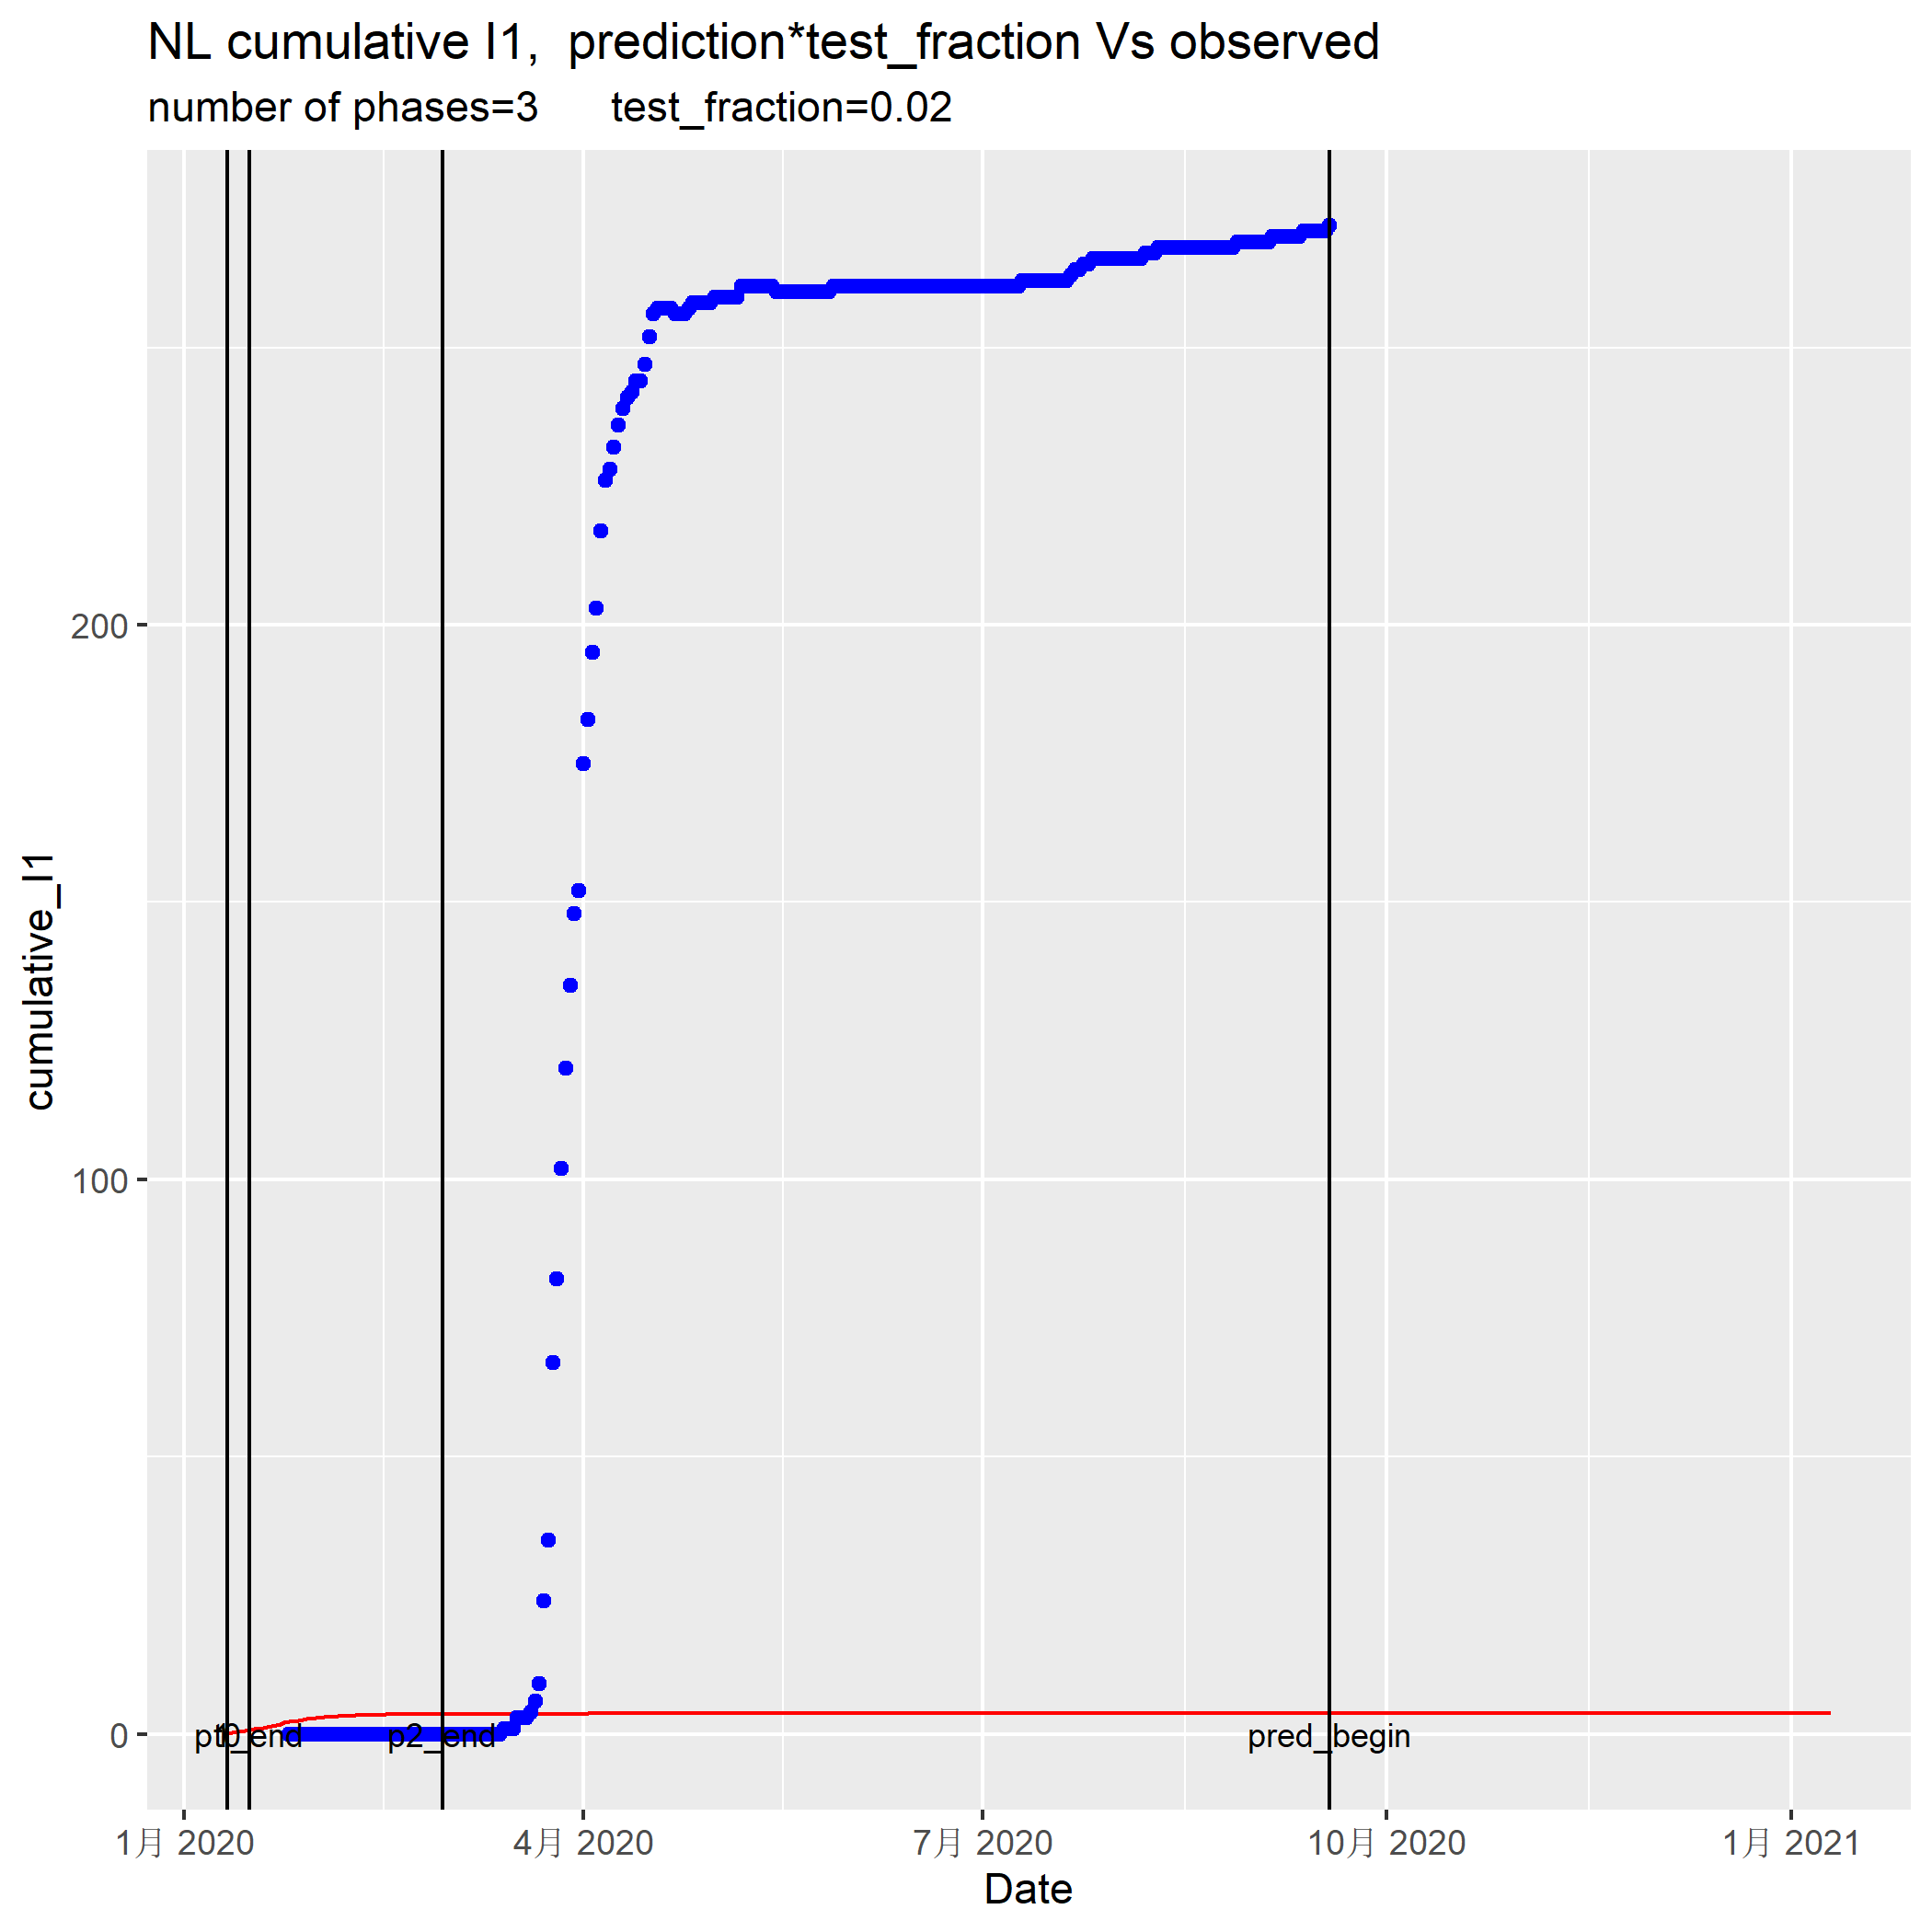 NL cumulative I1,  prediction*test_fraction Vs observed
number of phases=3      test_fraction=0.02
cumulative_I1
200
100
0
p2_end
pred_begin
1月 2020
4月 2020
7月 2020
10月 2020
1月 2021
Date